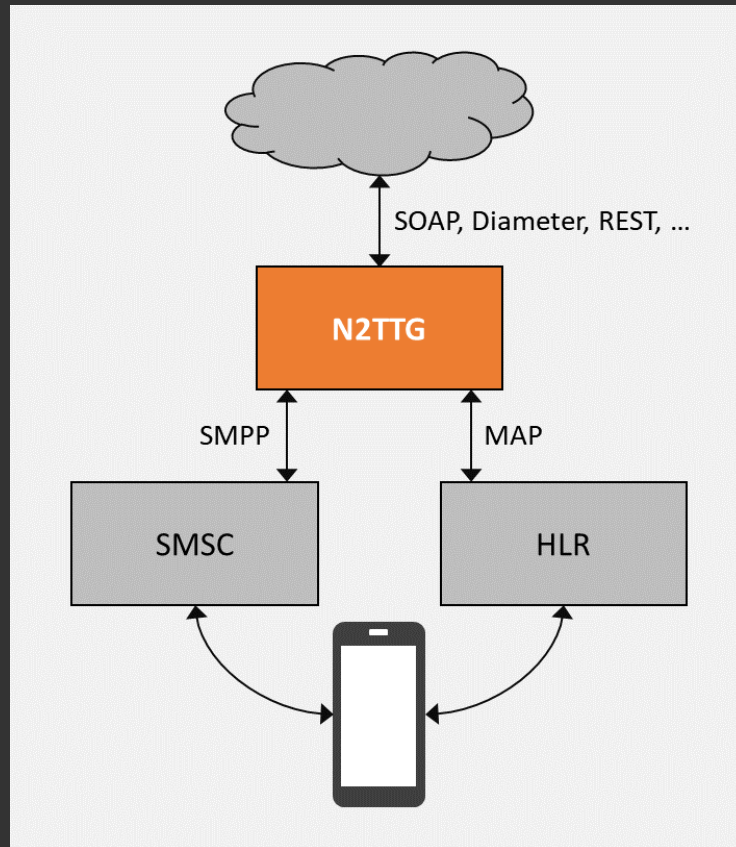 SOAP, Diameter, REST, ...
N2TTG
SMPP
MAP
SMSC
HLR